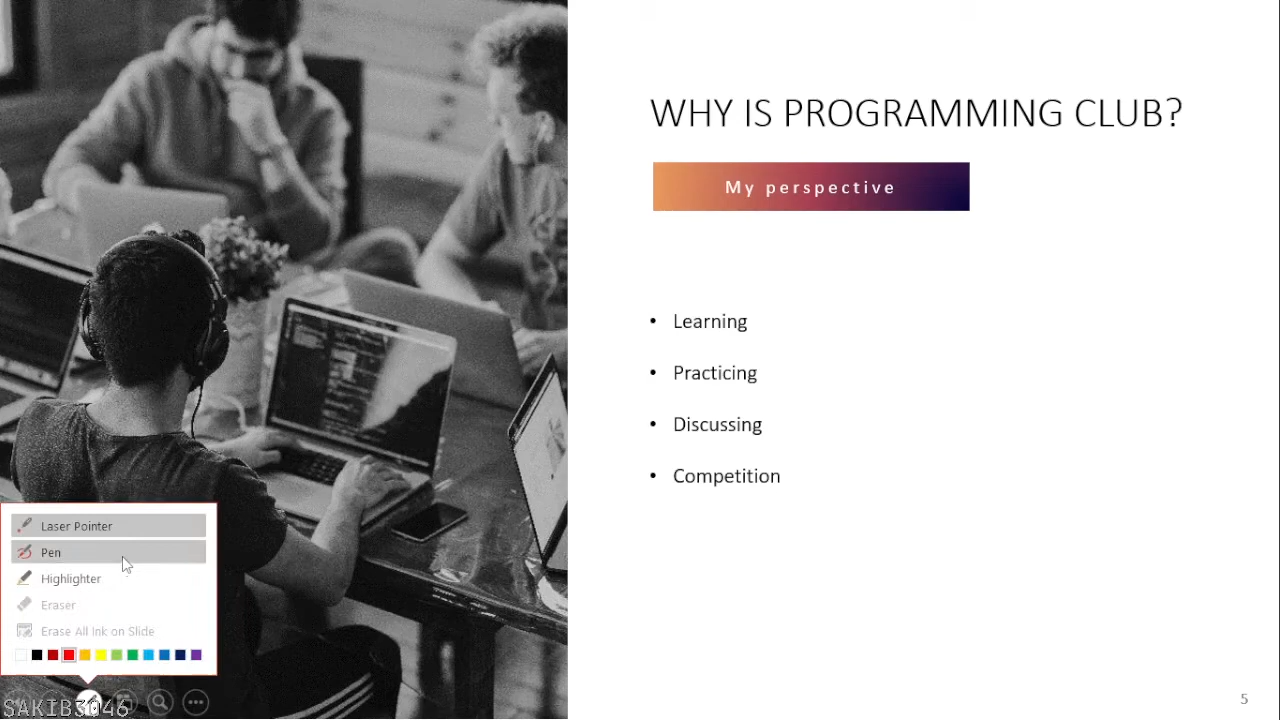 WHY IS PROGRAMMING CLUB?
My perspective
• Learning
• Practicing
• Discussing
• Competition
Laser Pointer
Pen
Highlighter
Eraser
Erase All Ink on Slide
SAKIB3046
5